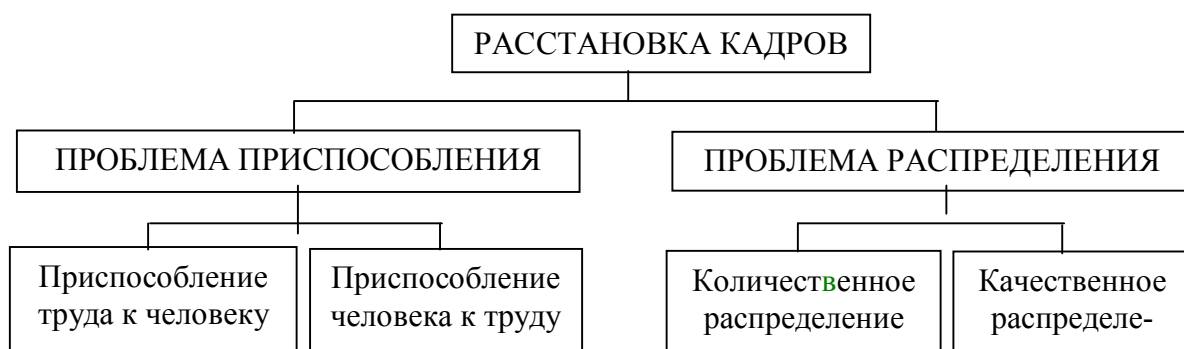 РАССТАНОВКА КАДРОВ
ПРОБЛЕМА ПРИСПОСОБЛЕНИЯ
ПРОБЛЕМА РАСПРЕДЕЛЕНИЯ
Приспособление
труда к человеку
Приспособление
человека к труду
Количественное
распределение
Качественное
распределе-